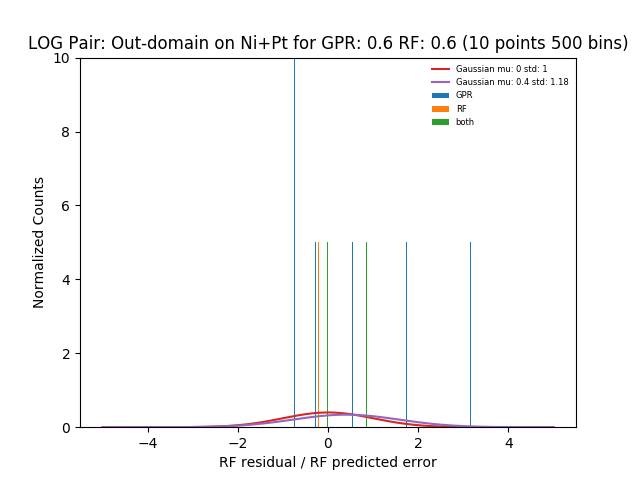 LOG Pair: Out-domain on Ni+Pt for GPR: 0.6 RF: 0.6 (10 points 500 bins)
Gaussian mu: 0 std: 1
Gaussian mu: 0.4 std: 1.18
GPR
RF
both
Normalized Counts
10
8
6
4
2
0
−4
−2
0
2
4
RF residual / RF predicted error